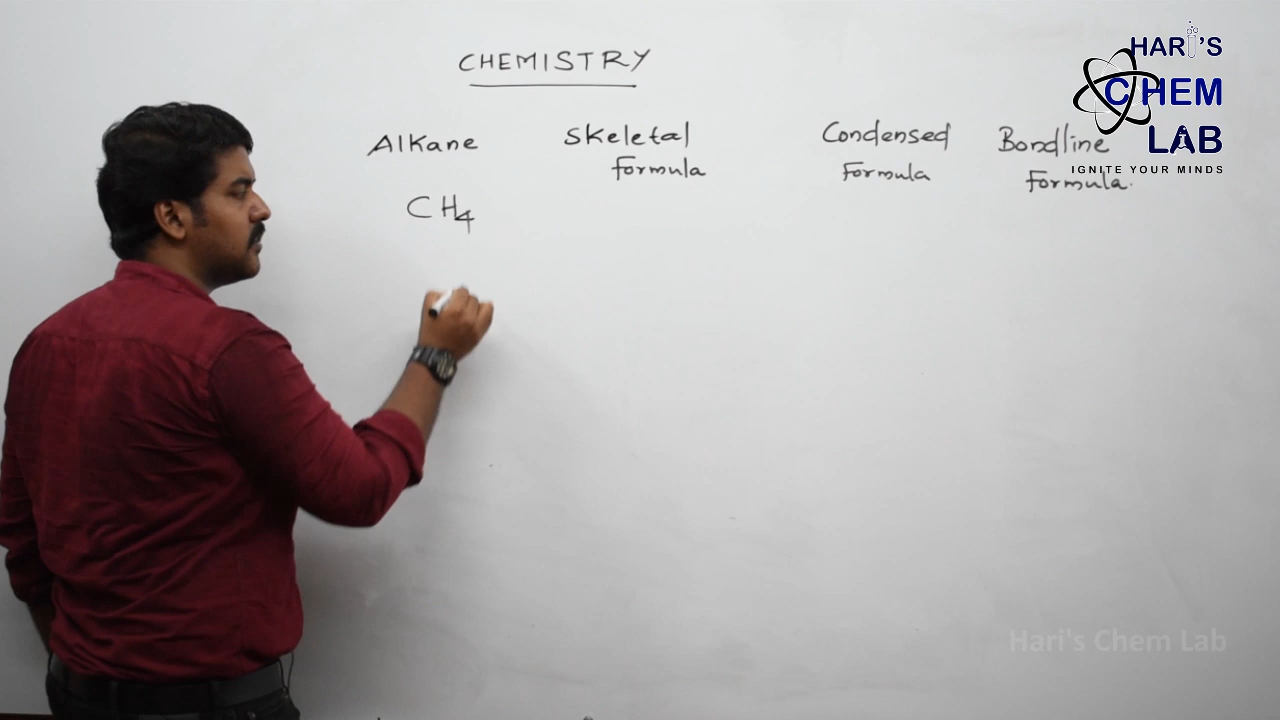 CHEMISTRY
Alkane Skeletal Formula Condensed Formula Bondline Formula.
CH4
HARI'S
CHEM
LAB
IGNITE YOUR MINDS
Hari's Chem Lab